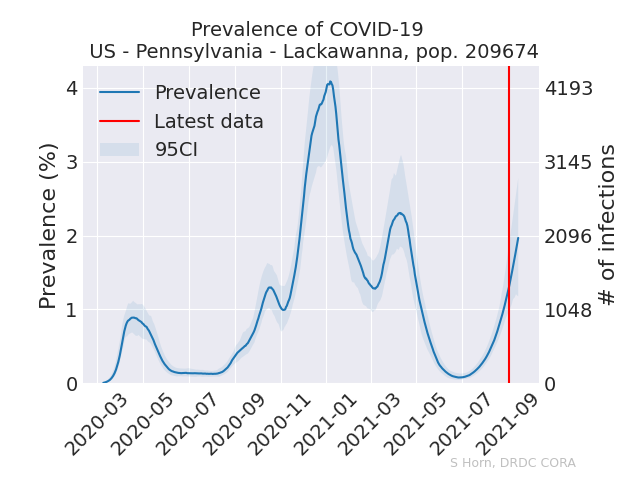 Prevalence of COVID-19
US - Pennsylvania - Lackawanna, pop. 209674
Prevalence
Latest data
95CI
Prevalence (%)
4
3
2
1
0
4193
3145
2096
1048
0
# of infections
2020-03
2020-05
2020-07
2020-09
2020-11
2021-01
2021-03
2021-05
2021-07
2021-09
S Horn, DRDC CORA